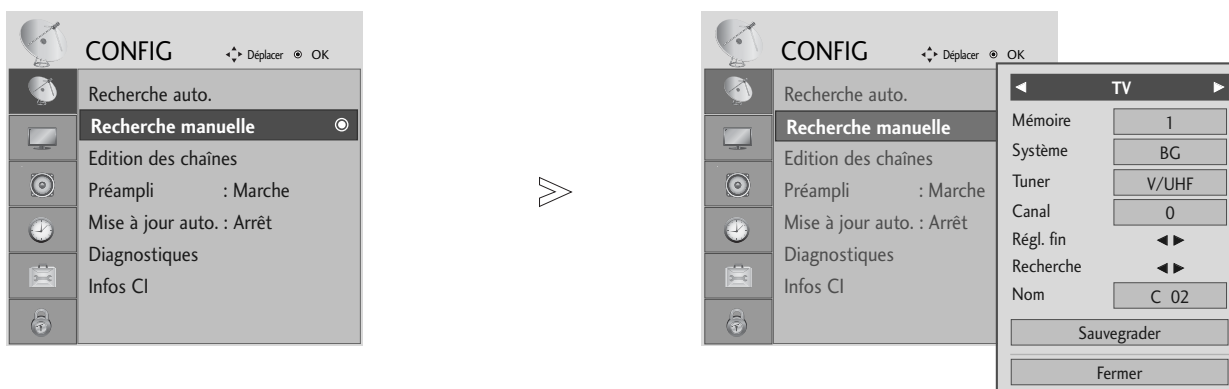 CONFIG
Déplacer OK
Recherche auto.
Recherche manuelle
Edition des chaînes
Préampli : Marche
Mise à jour auto. : Arrêt
Diagnostiques
Infos CI
CONFIG
Déplacer OK
Recherche auto.
Recherche manuelle
Edition des chaînes
Préampli : Marche
Mise à jour auto. : Arrêt
Diagnostiques
Infos CI
TV
Mémoire 1
Système BG
Tuner V/UHF
Canal 0
Régl. fin
Recherche
Nom C 02
Sauvegrader
Fermer